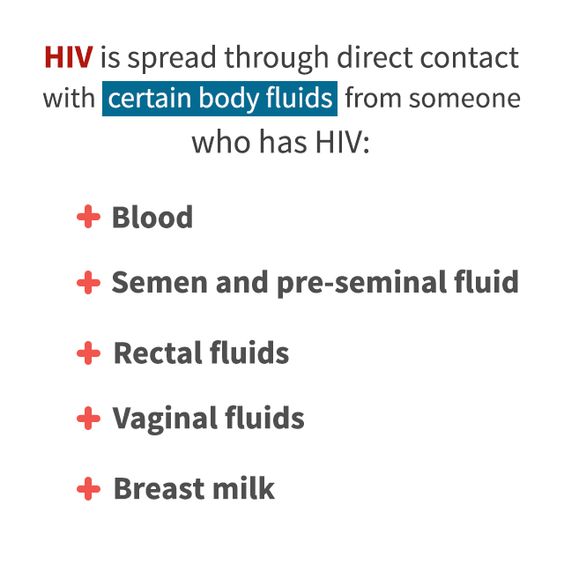 HIV is spread through direct contact
with certain body fluids from someone
who has HIV:
Blood
Semen and pre-seminal fluid
Rectal fluids
Vaginal fluids
Breast milk